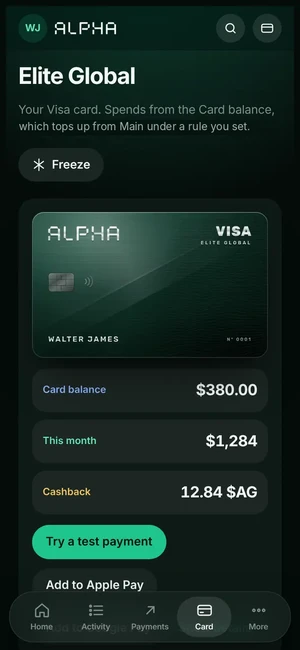 WJ ALPHA
Elite Global
Your Visa card. Spends from the Card balance,
which tops up from Main under a rule you set.
Freeze
ALPHA VISA
ELITE GLOBAL
WALTER JAMES N° 0001
Card balance $380.00
This month $1,284
Cashback 12.84 $AG
Try a test payment
Add to Apple Pay
Home Activity Payments Card More